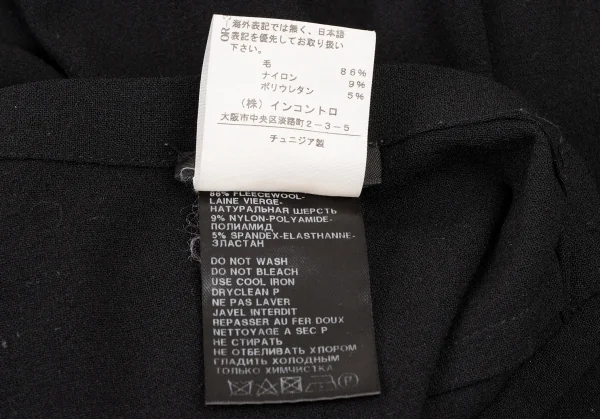 海外表記では無く、日本語
表記を優先してお取り扱い
下さい。
毛 86%
ナイロン 9%
ポリウレタン 5%
(株) インコントロ
大阪市中央区淡路町2-3-5
チュニジア製
86% FLEECEWOOL-
LAINE VIERGE-
НАТУРАЛЬНАЯ ШЕРСТЬ
9% NYLON-POLYAMIDE-
ПОЛИАМИД
5% SPANDEX-ELASTHANNE-
ЭЛАСТАН
DO NOT WASH
DO NOT BLEACH
USE COOL IRON
DRYCLEAN P
NE PAS LAVER
JAVEL INTERDIT
REPASSER AU FER DOUX
NETTOYAGE A SEC P
НЕ СТИРАТЬ
НЕ ОТБЕЛИВАТЬ ХЛОРОМ
ГЛАДИТЬ ХОЛОДНЫМ
ТОЛЬКО ХИМЧИСТКА
P